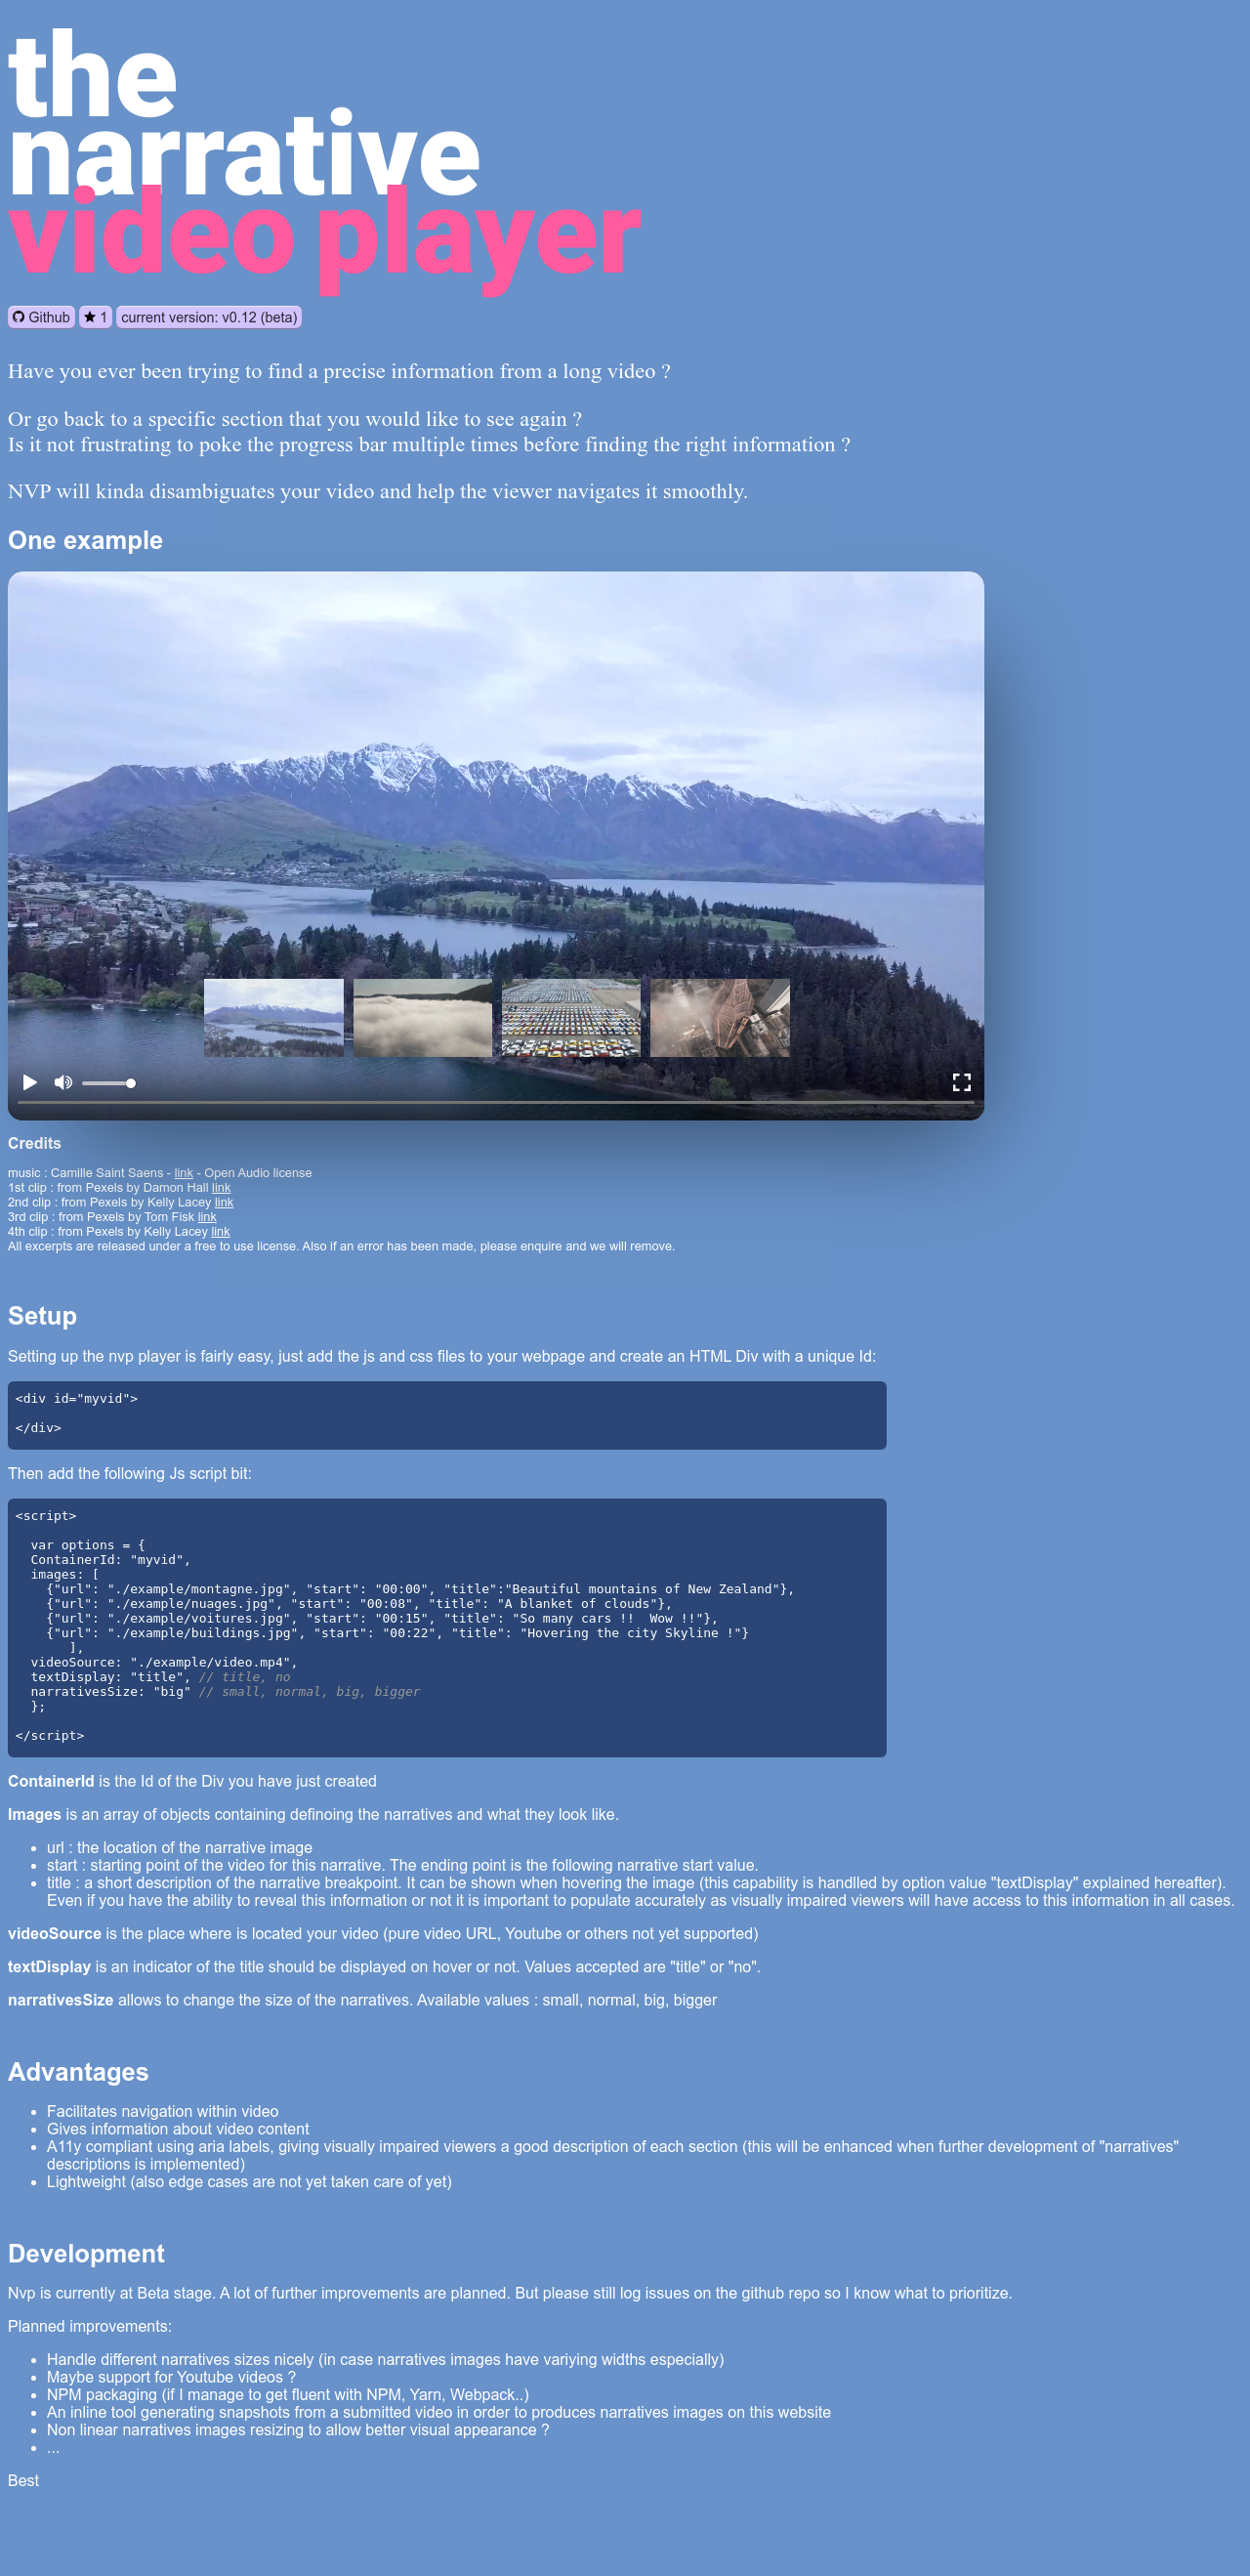 the
narrative
video player
Github 1 current version: v0.12 (beta)
Have you ever been trying to find a precise information from a long video ?
Or go back to a specific section that you would like to see again ?
Is it not frustrating to poke the progress bar multiple times before finding the right information ?
NVP will kinda disambiguates your video and help the viewer navigates it smoothly.
One example
Credits
music : Camille Saint Saens - link - Open Audio license
1st clip : from Pexels by Damon Hall link
2nd clip : from Pexels by Kelly Lacey link
3rd clip : from Pexels by Tom Fisk link
4th clip : from Pexels by Kelly Lacey link
All excerpts are released under a free to use license. Also if an error has been made, please enquire and we will remove.
Setup
Setting up the nvp player is fairly easy, just add the js and css files to your webpage and create an HTML Div with a unique Id:
<div id="myvid">
</div>
Then add the following Js script bit:
<script>
var options = {
ContainerId: "myvid",
images: [
{"url": "./example/montagne.jpg", "start": "00:00", "title":"Beautiful mountains of New Zealand"},
{"url": "./example/nuages.jpg", "start": "00:08", "title": "A blanket of clouds"},
{"url": "./example/voitures.jpg", "start": "00:15", "title": "So many cars !!  Wow !!"},
{"url": "./example/buildings.jpg", "start": "00:22", "title": "Hovering the city Skyline !"}
],
videoSource: "./example/video.mp4",
textDisplay: "title", // title, no
narrativesSize: "big" // small, normal, big, bigger
};
</script>
ContainerId is the Id of the Div you have just created
Images is an array of objects containing definoing the narratives and what they look like.
• url : the location of the narrative image
• start : starting point of the video for this narrative. The ending point is the following narrative start value.
• title : a short description of the narrative breakpoint. It can be shown when hovering the image (this capability is handlled by option value "textDisplay" explained hereafter).
Even if you have the ability to reveal this information or not it is important to populate accurately as visually impaired viewers will have access to this information in all cases.
videoSource is the place where is located your video (pure video URL, Youtube or others not yet supported)
textDisplay is an indicator of the title should be displayed on hover or not. Values accepted are "title" or "no".
narrativesSize allows to change the size of the narratives. Available values : small, normal, big, bigger
Advantages
• Facilitates navigation within video
• Gives information about video content
• A11y compliant using aria labels, giving visually impaired viewers a good description of each section (this will be enhanced when further development of "narratives"
descriptions is implemented)
• Lightweight (also edge cases are not yet taken care of yet)
Development
Nvp is currently at Beta stage. A lot of further improvements are planned. But please still log issues on the github repo so I know what to prioritize.
Planned improvements:
• Handle different narratives sizes nicely (in case narratives images have variying widths especially)
• Maybe support for Youtube videos ?
• NPM packaging (if I manage to get fluent with NPM, Yarn, Webpack..)
• An inline tool generating snapshots from a submitted video in order to produces narratives images on this website
• Non linear narratives images resizing to allow better visual appearance ?
• ...
Best